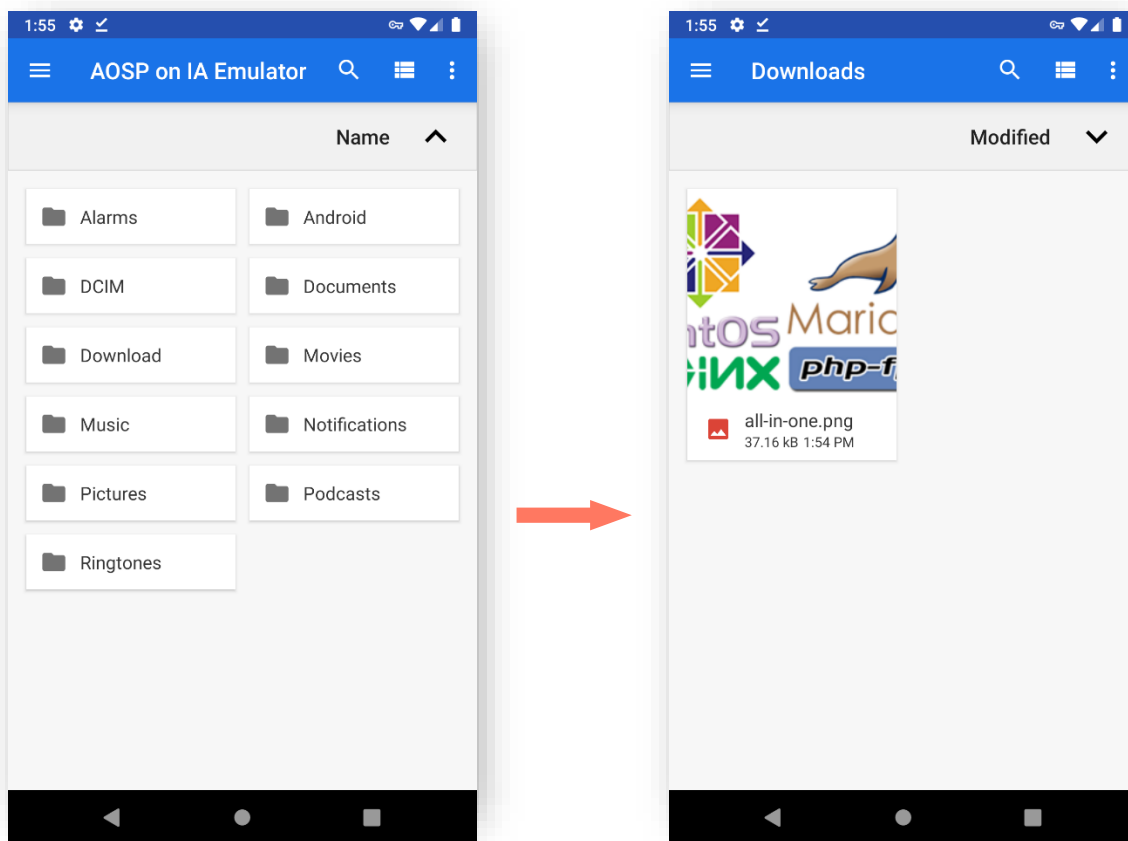 1:55
AOSP on IA Emulator
Name
Alarms
Android
DCIM
Documents
Download
Movies
Music
Notifications
Pictures
Podcasts
Ringtones
1:55
Downloads
Modified
ntOS
Maric
iNX
php-f
all-in-one.png
37.16 kB 1:54 PM